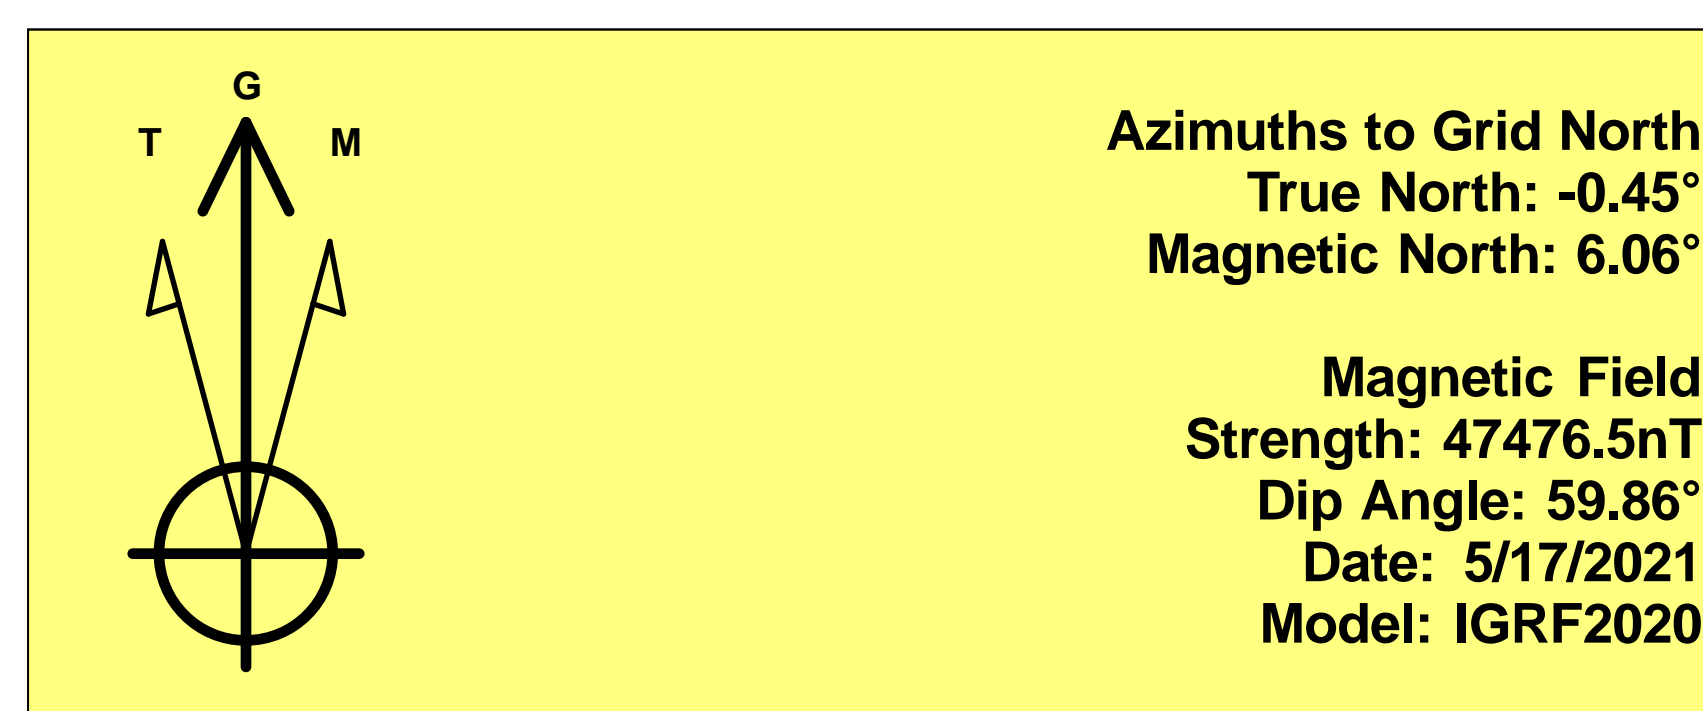 G
T M
Azimuths to Grid North
True North: -0.45°
Magnetic North: 6.06°
Magnetic Field
Strength: 47476.5nT
Dip Angle: 59.86°
Date: 5/17/2021
Model: IGRF2020